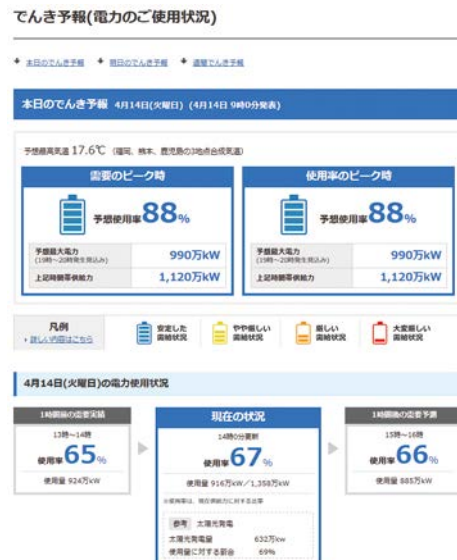 でんき予報(電力のご使用状況)
本日のでんき予報 明日のでんき予報 週間でんき予報
本日のでんき予報 4月14日(火曜日) (4月14日 9時0分発表)
予想最高気温 17.6℃ (福岡、熊本、鹿児島の3地点合成気温)
需要のピーク時
予想使用率88%
予想最大電力
(19時~20時発生見込み)
990万kW
上記時間帯供給力
1,120万kW
使用率のピーク時
予想使用率88%
予想最大電力
(19時~20時発生見込み)
990万kW
上記時間帯供給力
1,120万kW
凡例
詳しい内容はこちら
安定した
需給状況
やや厳しい
需給状況
厳しい
需給状況
大変厳しい
需給状況
4月14日(火曜日)の電力使用状況
1時間前の需要実績
13時~14時
使用率65%
使用量 924万kW
現在の状況
14時0分更新
使用率67%
使用量 916万kW/1,358万kW
※使用率は、現在供給力に対する比率
参考 太陽光発電
太陽光発電量 632万kw
使用量に対する割合 69%
1時間後の需要予測
15時~16時
使用率66%
使用量 885万kW